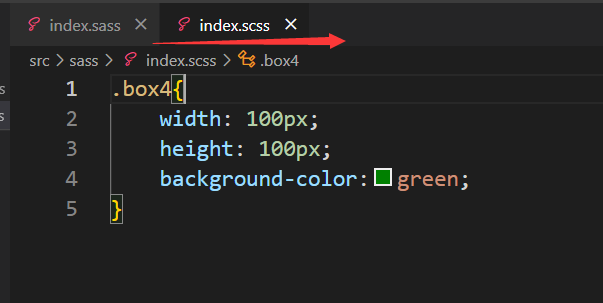 index.sass
index.scss
src > sass > index.scss > .box4
1 .box4{
2 width: 100px;
3 height: 100px;
4 background-color: green;
5 }